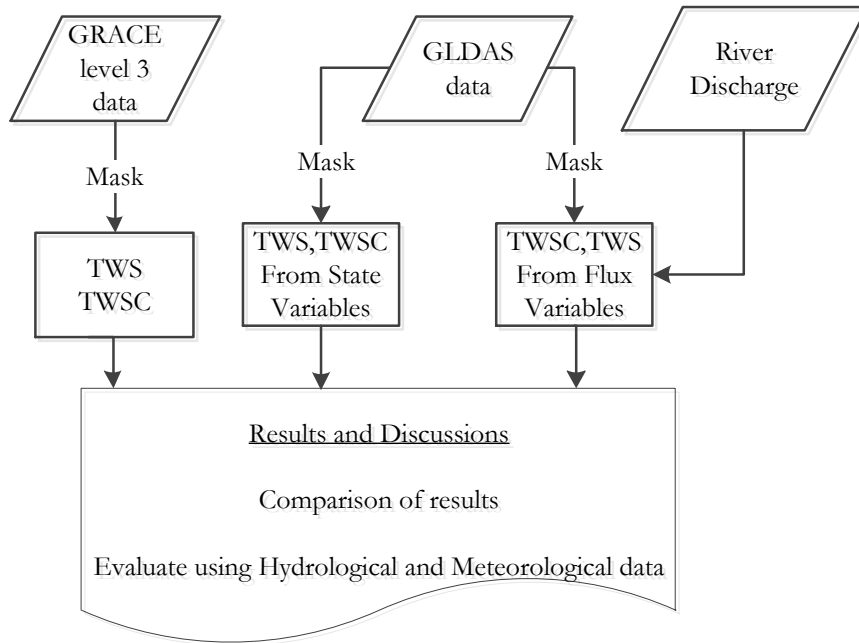 GRACE
level 3
data
GLDAS
data
River
Discharge
Mask
Mask
Mask
TWS
TWSC
TWS,TWSC
From State
Variables
TWSC,TWS
From Flux
Variables
Results and Discussions
Comparison of results
Evaluate using Hydrological and Meteorological data